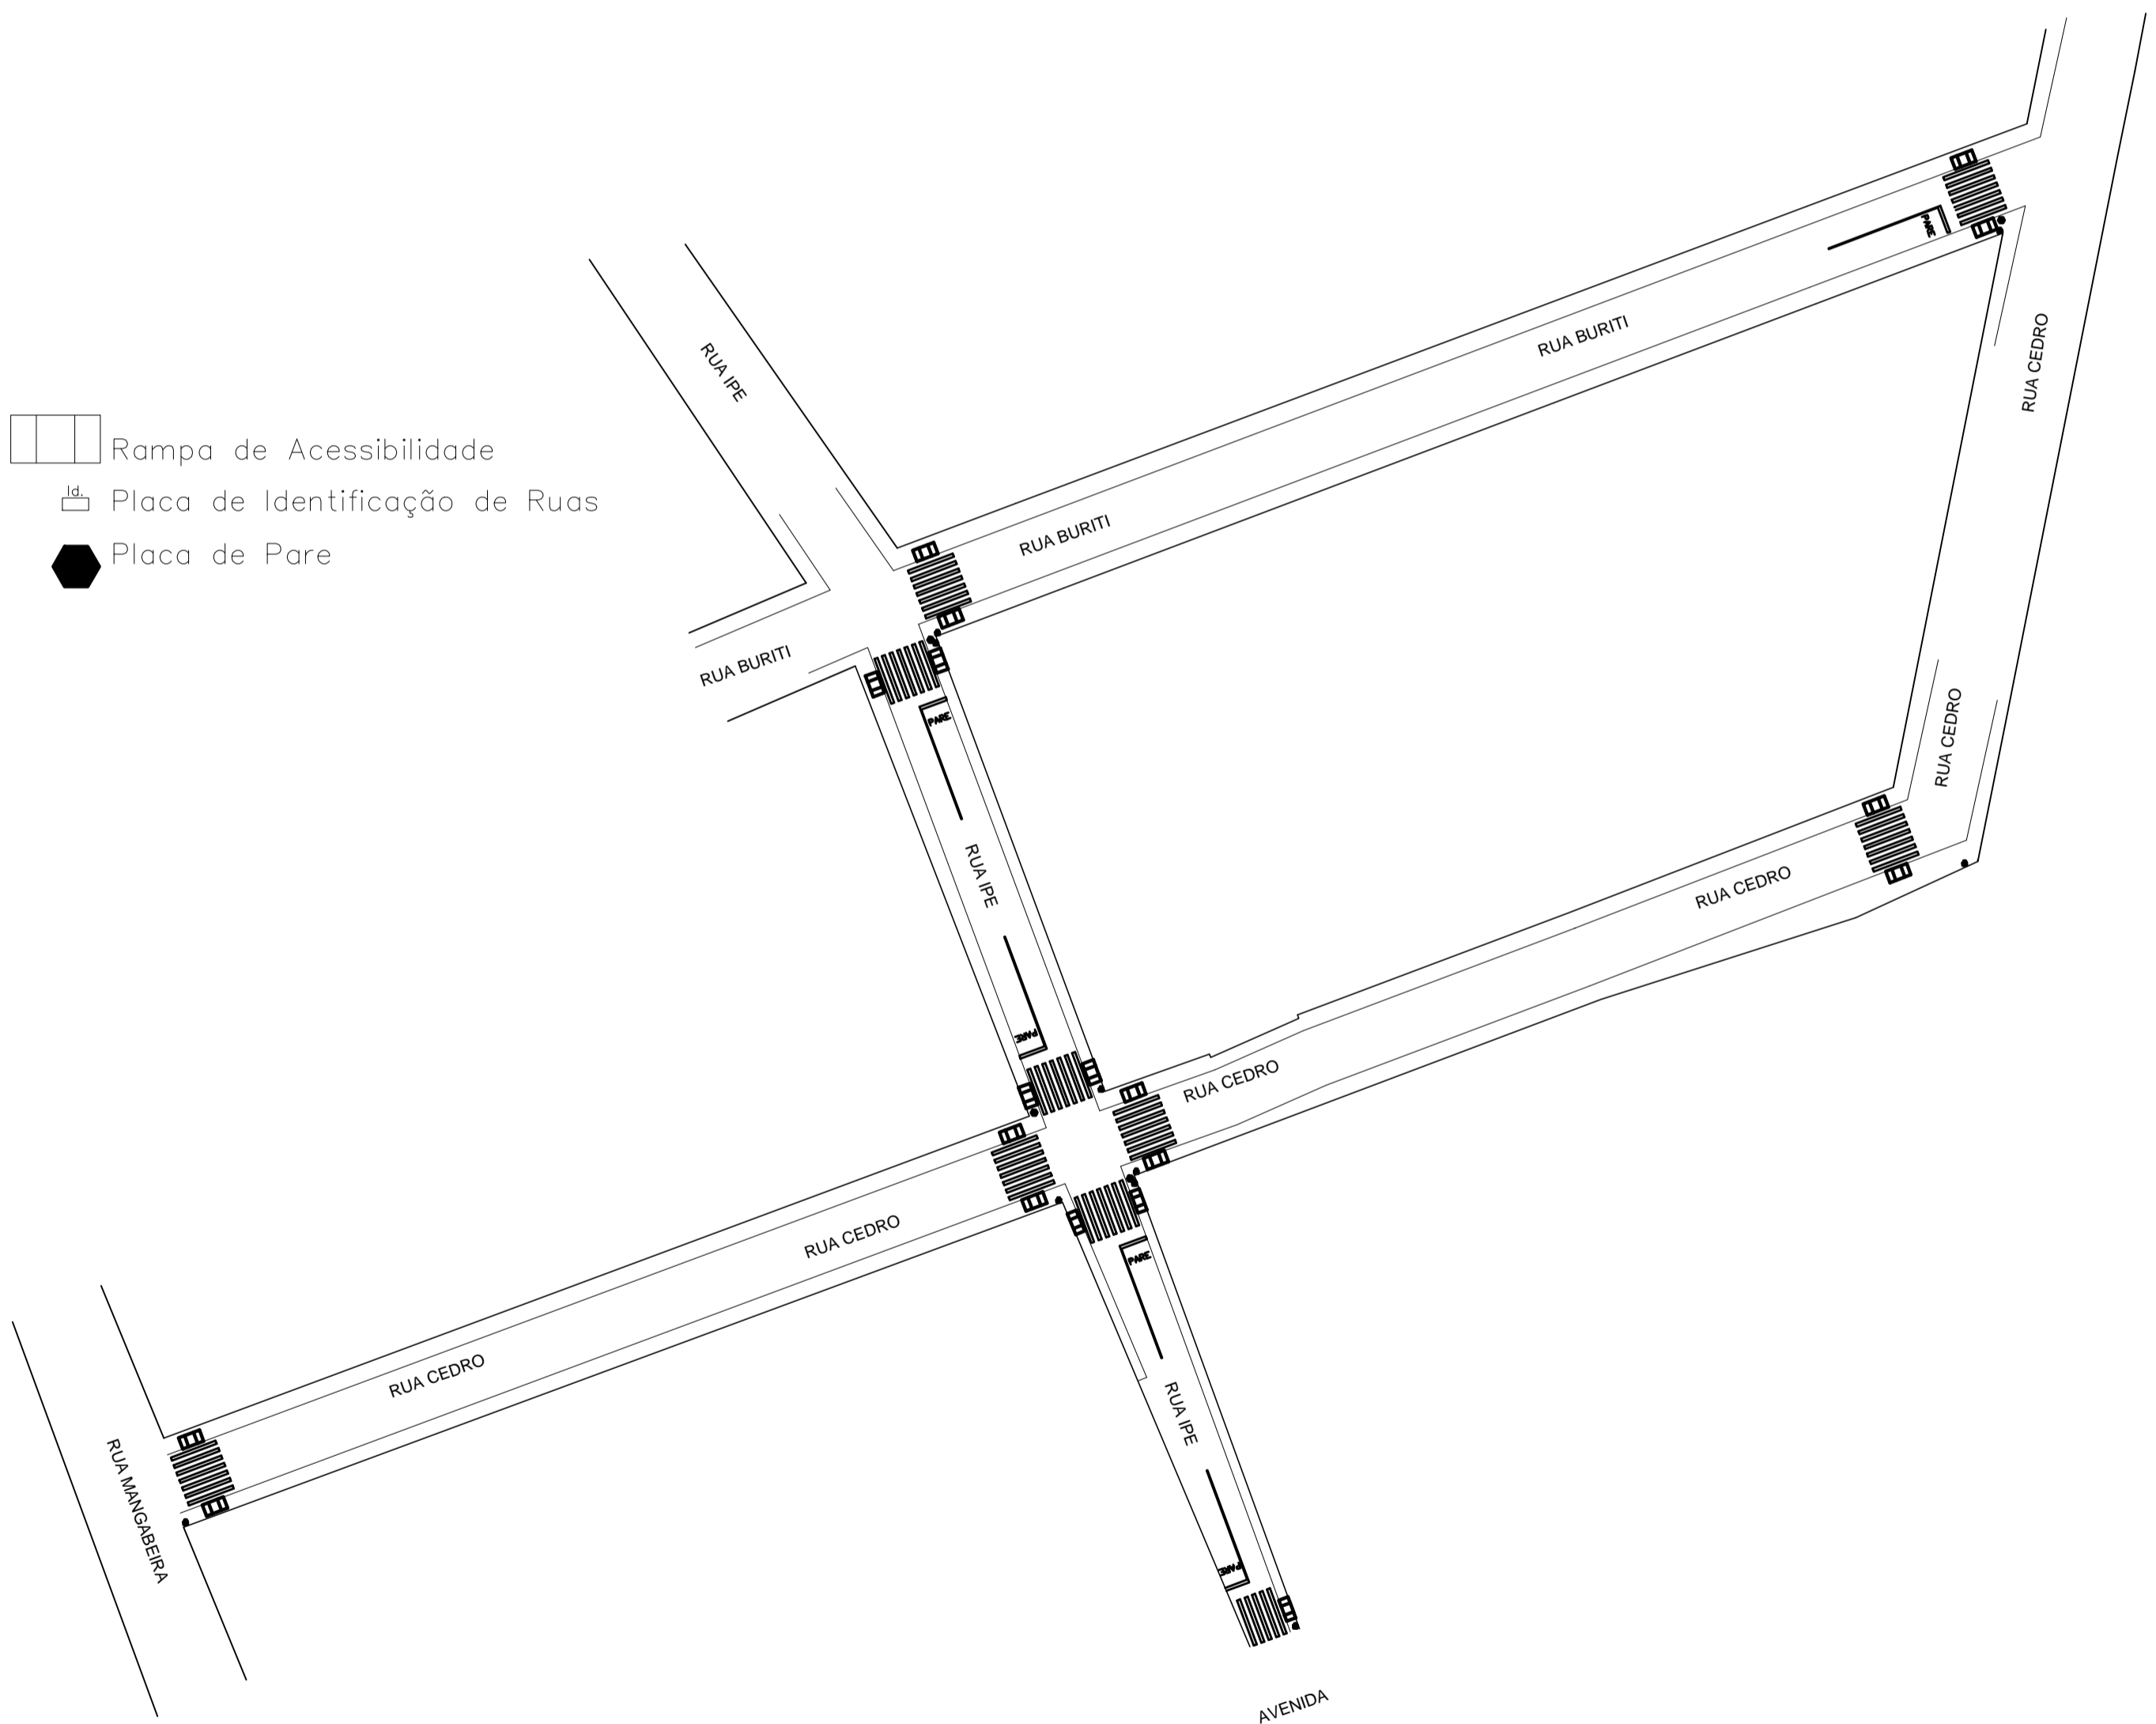 RUA CEDRO
RUA BURITI
RUA IPE
Rampa de Acessibilidade
Id.
Placa de Identificação de Ruas
Placa de Pare
PARE
RUA BURITI
RUA BURITI
PARE
RUA CEDRO
RUA IPE
RUA CEDRO
PARE
RUA CEDRO
RUA CEDRO
PARE
RUA CEDRO
RUA IPE
RUA MANGABEIRA
PARE
AVENIDA